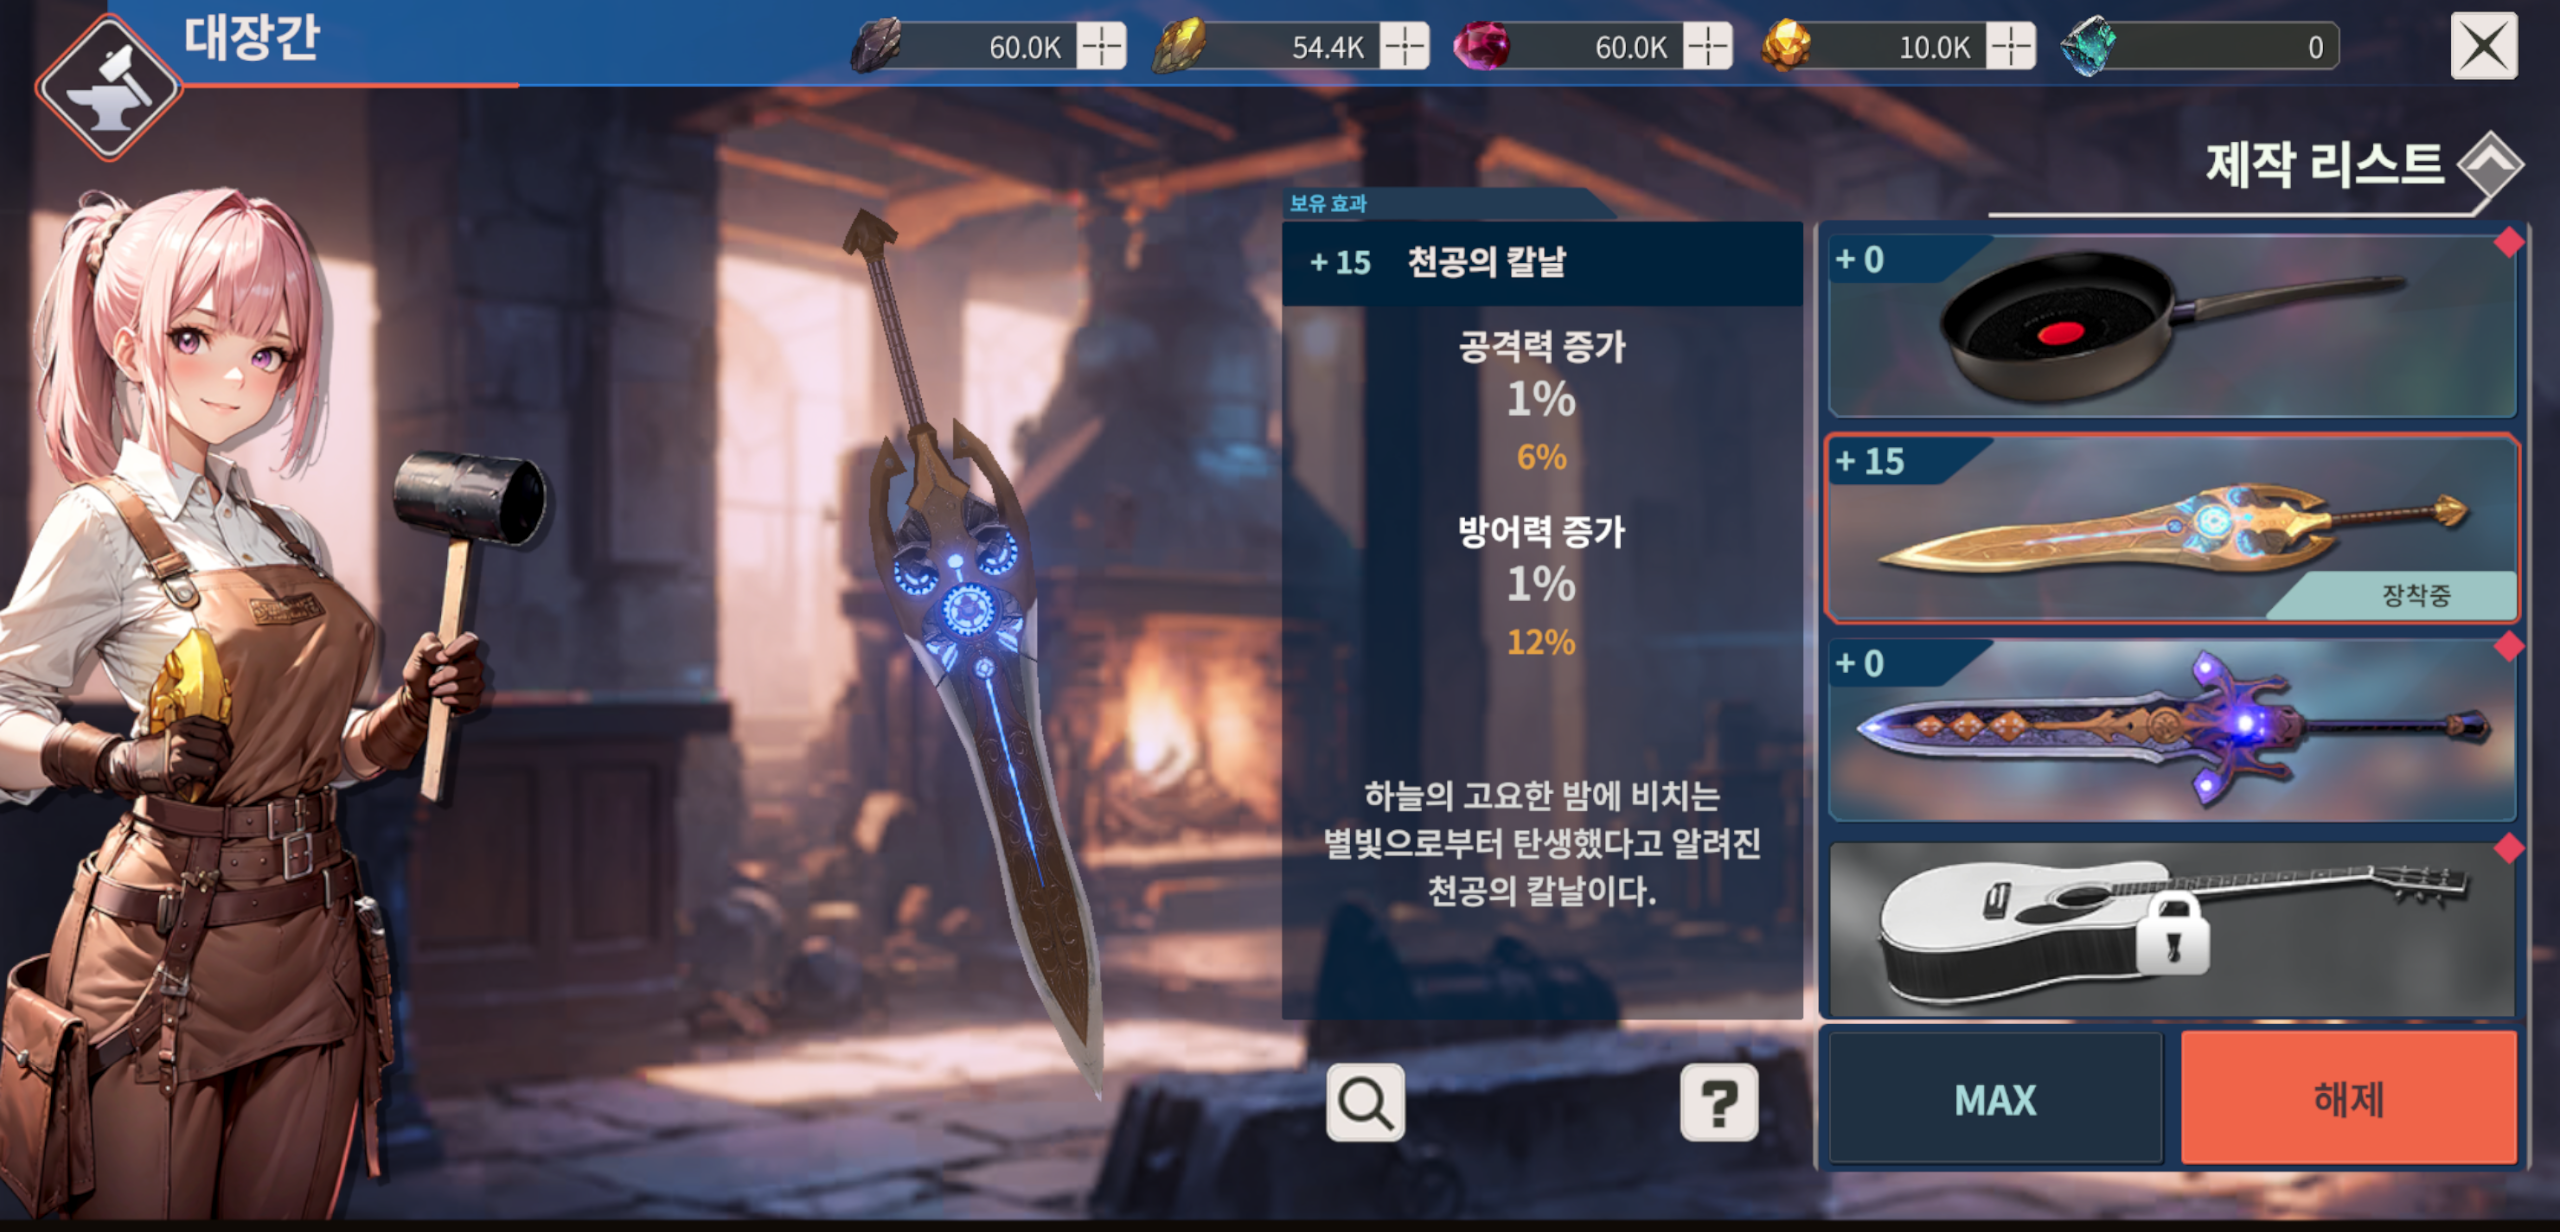 대장간
60.0K
54.4K
60.0K
10.0K
0
제작 리스트
보유 효과
+ 15 천공의 칼날
공격력 증가
1%
6%
방어력 증가
1%
12%
하늘의 고요한 밤에 비치는
별빛으로부터 탄생했다고 알려진
천공의 칼날이다.
+ 0
+ 15
장착중
+ 0
?
MAX
해제